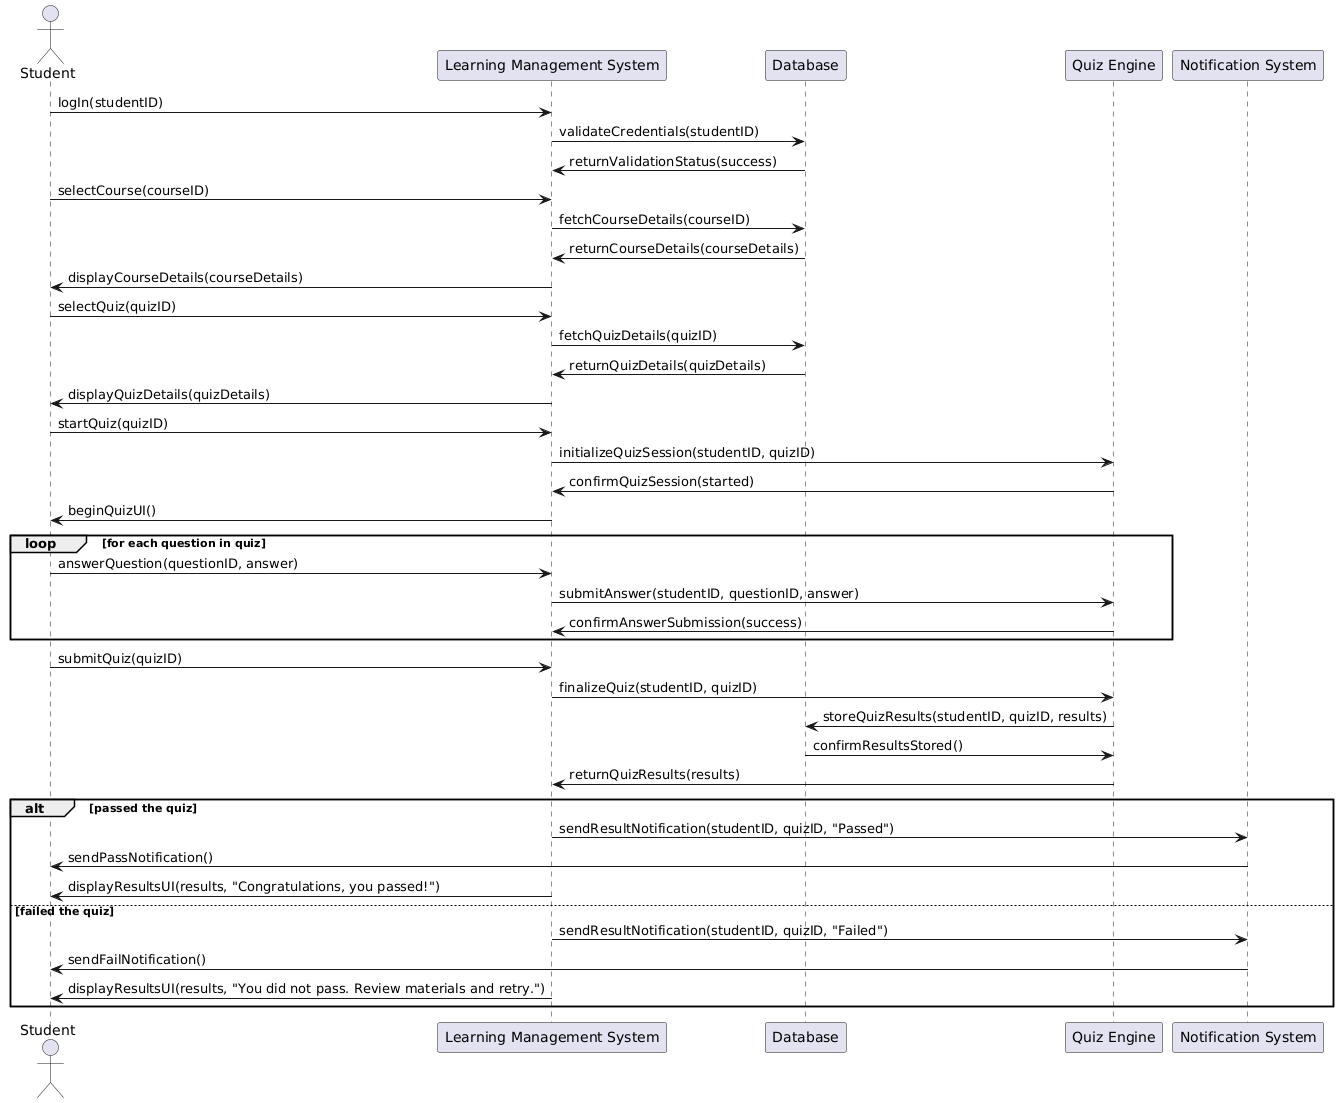 Student
Learning Management System
Database
Quiz Engine
Notification System
logIn(studentID)
validateCredentials(studentID)
returnValidationStatus(success)
selectCourse(courseID)
fetchCourseDetails(courseID)
returnCourseDetails(courseDetails)
displayCourseDetails(courseDetails)
selectQuiz(quizID)
fetchQuizDetails(quizID)
returnQuizDetails(quizDetails)
displayQuizDetails(quizDetails)
startQuiz(quizID)
initializeQuizSession(studentID, quizID)
confirmQuizSession(started)
beginQuizUI()
loop
[for each question in quiz]
answerQuestion(questionID, answer)
submitAnswer(studentID, questionID, answer)
confirmAnswerSubmission(success)
submitQuiz(quizID)
finalizeQuiz(studentID, quizID)
storeQuizResults(studentID, quizID, results)
confirmResultsStored()
returnQuizResults(results)
alt
[passed the quiz]
sendResultNotification(studentID, quizID, "Passed")
sendPassNotification()
displayResultsUI(results, "Congratulations, you passed!")
[failed the quiz]
sendResultNotification(studentID, quizID, "Failed")
sendFailNotification()
displayResultsUI(results, "You did not pass. Review materials and retry.")
Student
Learning Management System
Database
Quiz Engine
Notification System